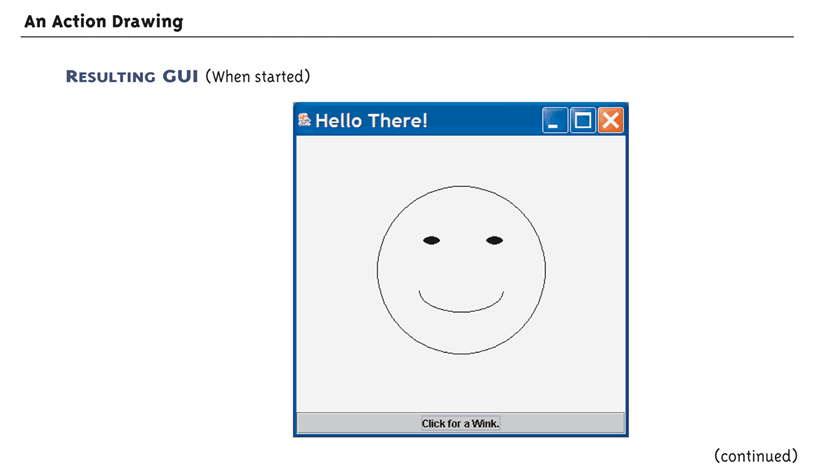 An Action Drawing
RESULTING GUI (When started)
Hello There!
Click for a Wink.
(continued)